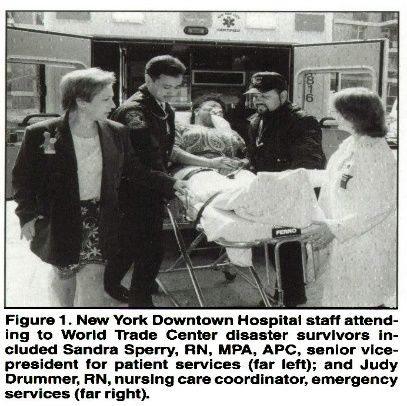 8816
FERNO
Figure 1. New York Downtown Hospital staff attend-
ing to World Trade Center disaster survivors in-
cluded Sandra Sperry, RN, MPA, APC, senior vice-
president for patient services (far left); and Judy
Drummer, RN, nursing care coordinator, emergency
services (far right).